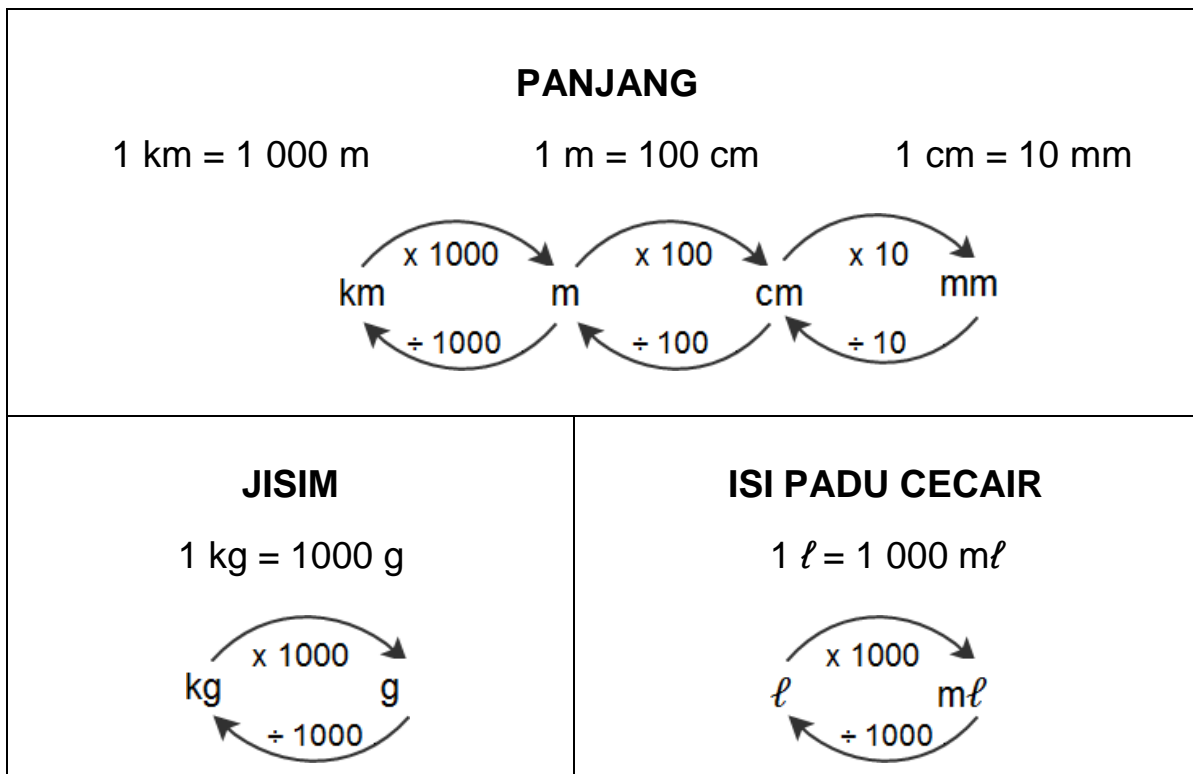 PANJANG
1 km = 1 000 m 1 m = 100 cm 1 cm = 10 mm
x 1000 x 100 x 10
km m cm mm
÷ 1000 ÷ 100 ÷ 10
JISIM
1 kg = 1000 g
x 1000
kg g
÷ 1000
ISI PADU CECAIR
1 ℓ = 1 000 mℓ
x 1000
ℓ mℓ
÷ 1000